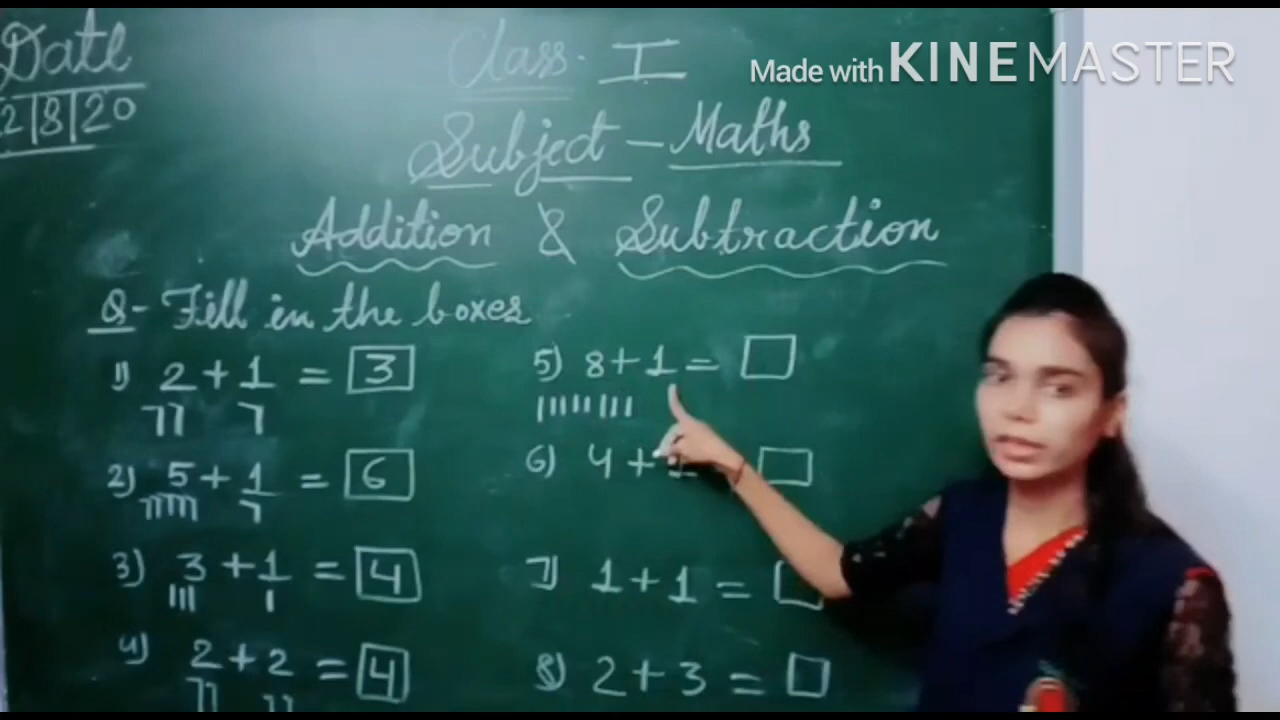 Made with KINEMASTER
Date
2|8|20
Class. I
Subject - Maths
Addition & Subtraction
Q- Fill in the boxes
1) 2 + 1 = 3
2) 5 + 1 = 6
3) 3 + 1 = 4
4) 2 + 2 = 4
5) 8 + 1 =
6) 4 +
7) 1 + 1 =
8) 2 + 3 =